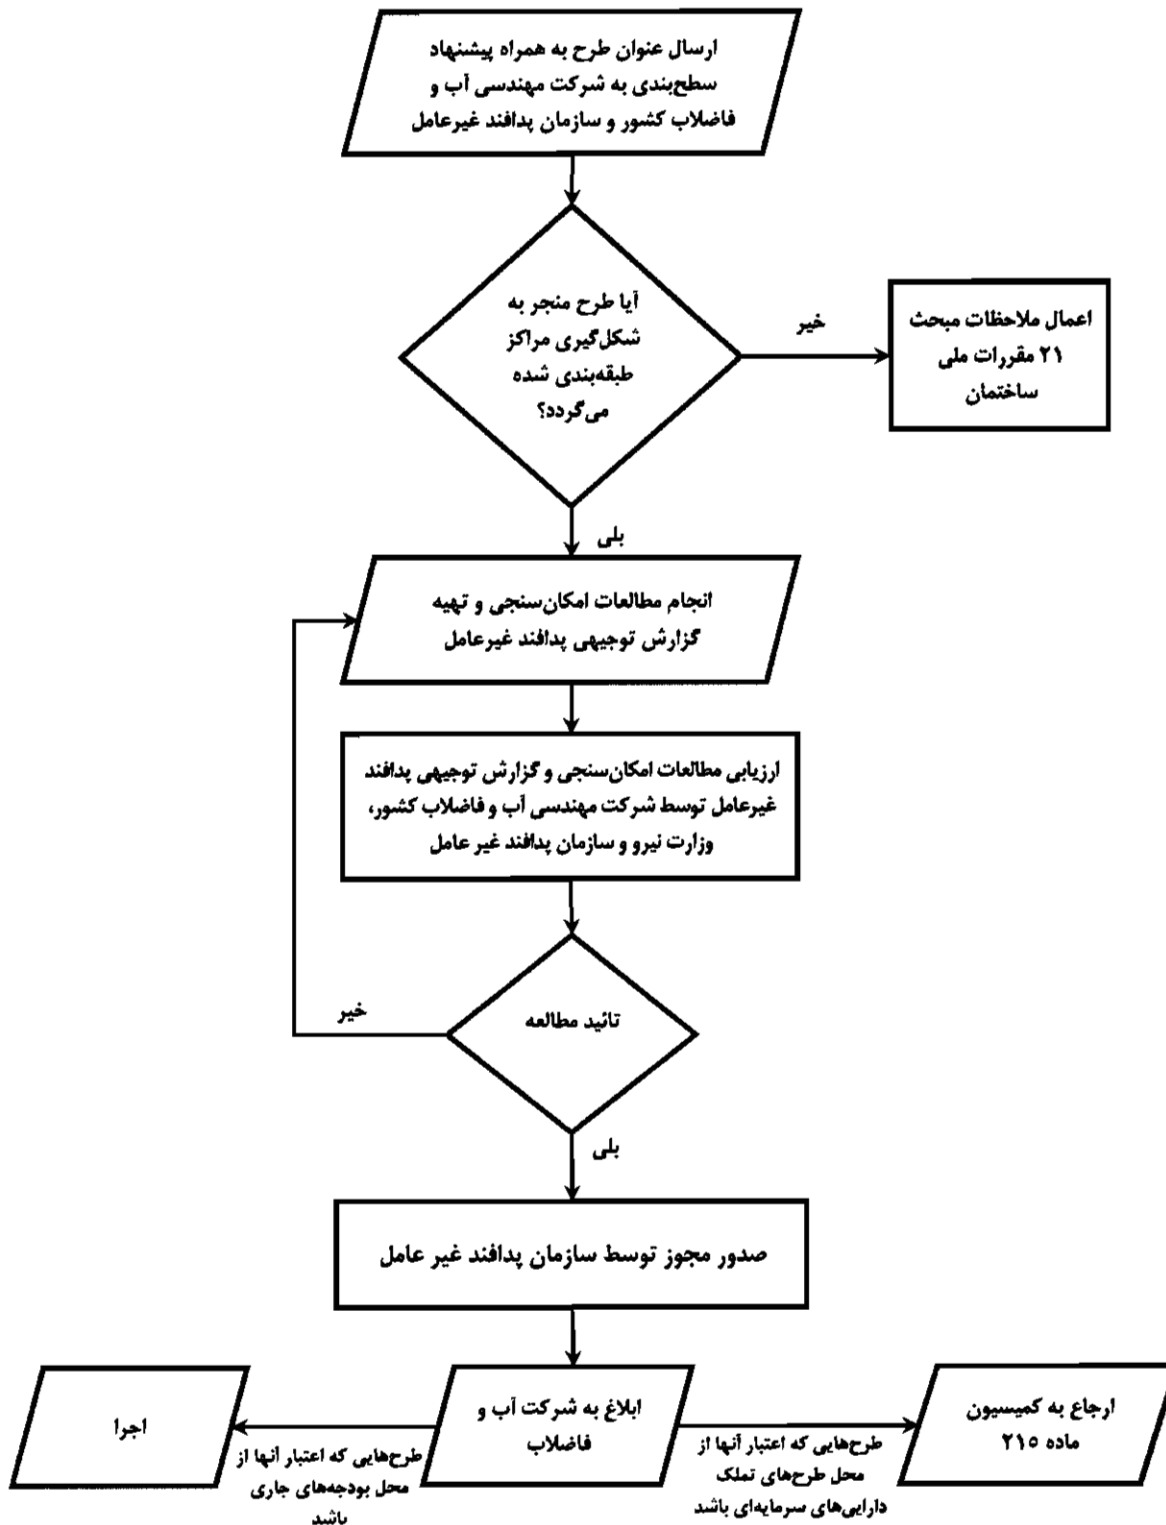 ارسال عنوان طرح به همراه پیشنهاد
سطح‌بندی به شرکت مهندسی آب و
فاضلاب کشور و سازمان پدافند غیرعامل
آیا طرح منجر به
شکل‌گیری مراکز
طبقه‌بندی شده
می‌گردد؟
خیر
اعمال ملاحظات مبحث
۲۱ مقررات ملی
ساختمان
بلی
انجام مطالعات امکان‌سنجی و تهیه
گزارش توجیهی پدافند غیرعامل
ارزیابی مطالعات امکان‌سنجی و گزارش توجیهی پدافند
غیرعامل توسط شرکت مهندسی آب و فاضلاب کشور،
وزارت نیرو و سازمان پدافند غیر عامل
تائید مطالعه
خیر
بلی
صدور مجوز توسط سازمان پدافند غیر عامل
ارجاع به کمیسیون
ماده ۲۱۵
طرح‌هایی که اعتبار آنها از
محل طرح‌های تملک
دارایی‌های سرمایه‌ای باشد
ابلاغ به شرکت آب و
فاضلاب
طرح‌هایی که اعتبار آنها از
محل بودجه‌های جاری
باشد
اجرا